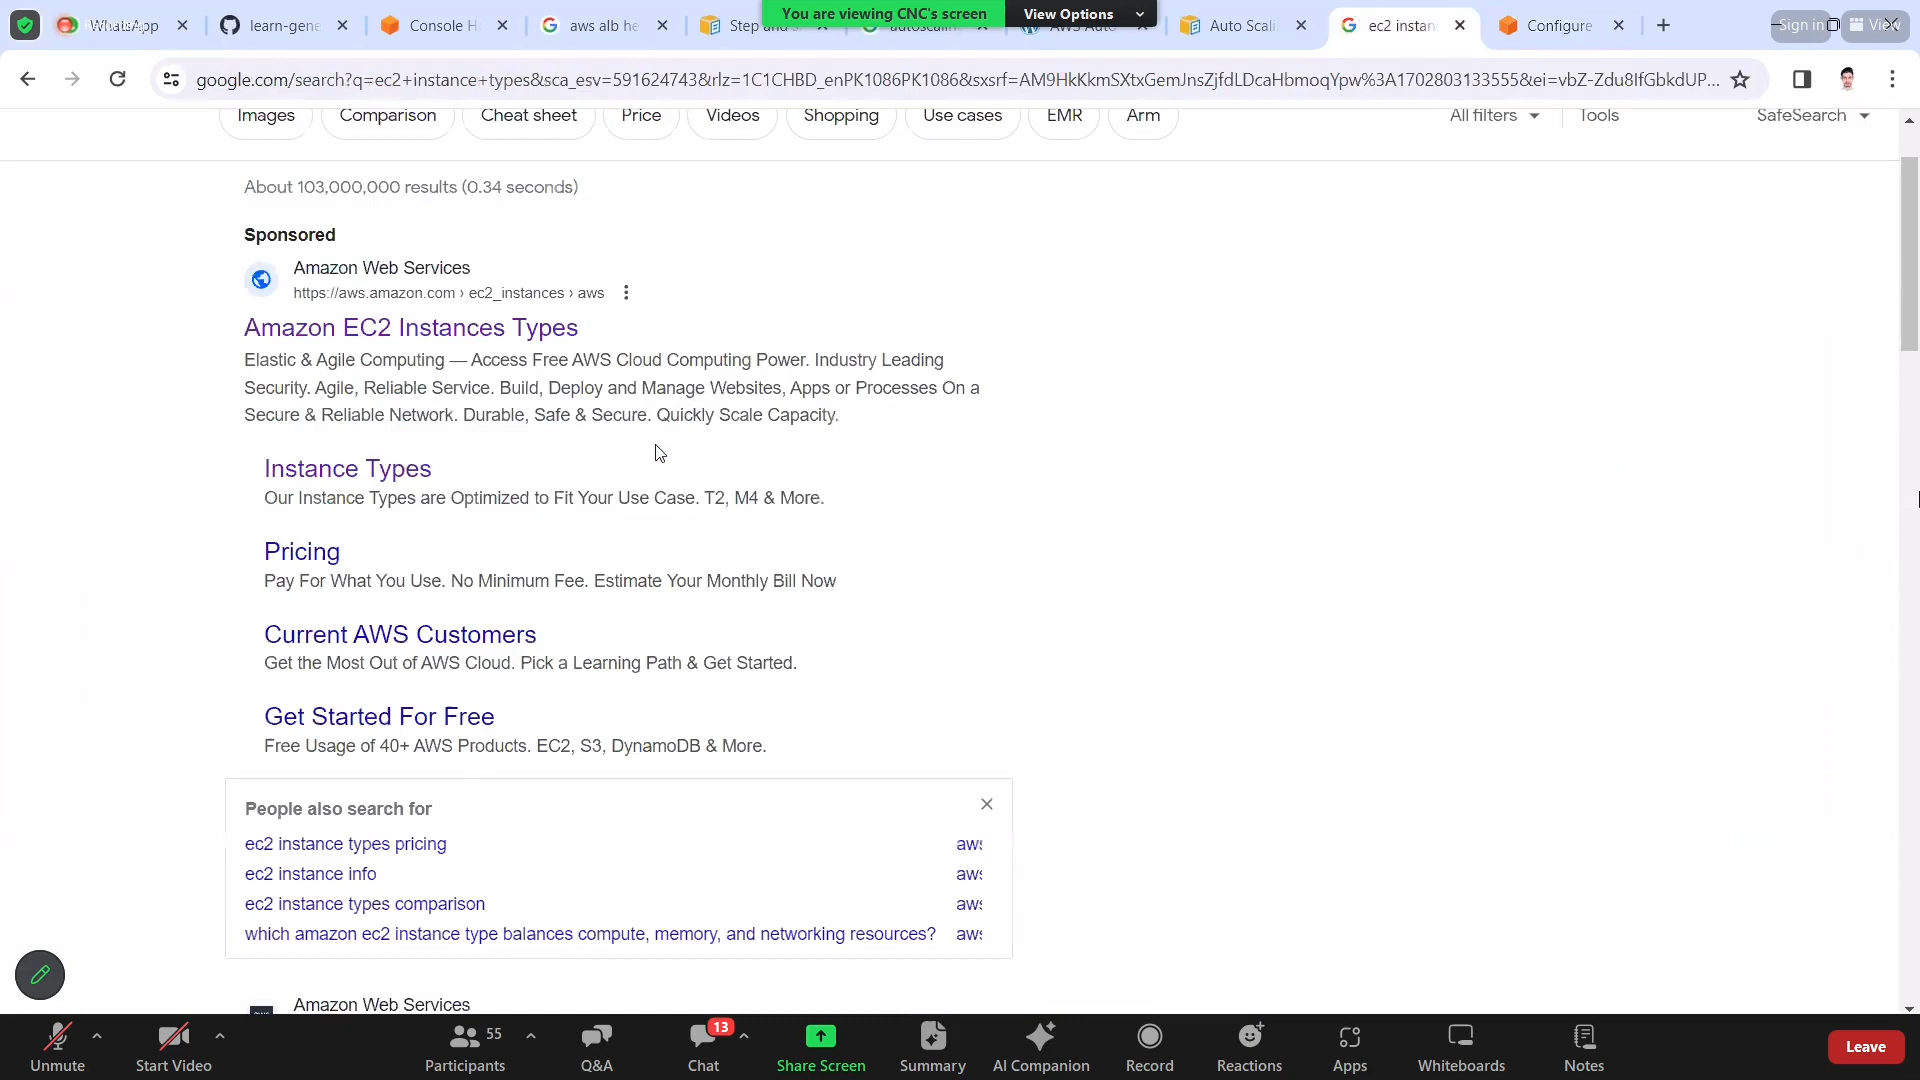 WhatsApp
learn-gene
Console H
aws alb he
Step and s
autoscalin
AWS Auto
Auto Scali
ec2 instan
Configure
You are viewing CNC's screen
View Options
Sign in
View
google.com/search?q=ec2+instance+types&sca_esv=591624743&rlz=1C1CHBD_enPK1086PK1086&sxsrf=AM9HkKkmSXtxGemJnsZjfdLDcaHbmoqYpw%3A1702803133555&ei=vbZ-Zdu8IfGbkdUP...
Images
Comparison
Cheat sheet
Price
Videos
Shopping
Use cases
EMR
Arm
All filters
Tools
SafeSearch
About 103,000,000 results (0.34 seconds)
Sponsored
Amazon Web Services
https://aws.amazon.com › ec2_instances › aws
Amazon EC2 Instances Types
Elastic & Agile Computing — Access Free AWS Cloud Computing Power. Industry Leading
Security. Agile, Reliable Service. Build, Deploy and Manage Websites, Apps or Processes On a
Secure & Reliable Network. Durable, Safe & Secure. Quickly Scale Capacity.
Instance Types
Our Instance Types are Optimized to Fit Your Use Case. T2, M4 & More.
Pricing
Pay For What You Use. No Minimum Fee. Estimate Your Monthly Bill Now
Current AWS Customers
Get the Most Out of AWS Cloud. Pick a Learning Path & Get Started.
Get Started For Free
Free Usage of 40+ AWS Products. EC2, S3, DynamoDB & More.
People also search for
ec2 instance types pricing aws
ec2 instance info aws
ec2 instance types comparison aws
which amazon ec2 instance type balances compute, memory, and networking resources? aws
Amazon Web Services
Unmute
Start Video
55
Participants
Q&A
13
Chat
Share Screen
Summary
AI Companion
Record
Reactions
Apps
Whiteboards
Notes
Leave